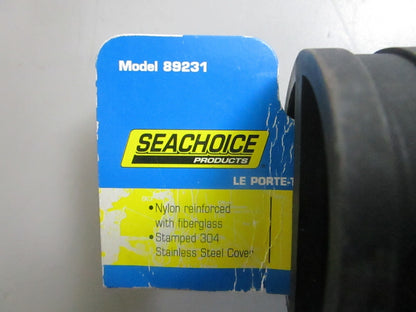 Model 89231
SEACHOICE
PRODUCTS
LE PORTE-T
• Nylon reinforced
with fiberglass
• Stamped 304
Stainless Steel Cover